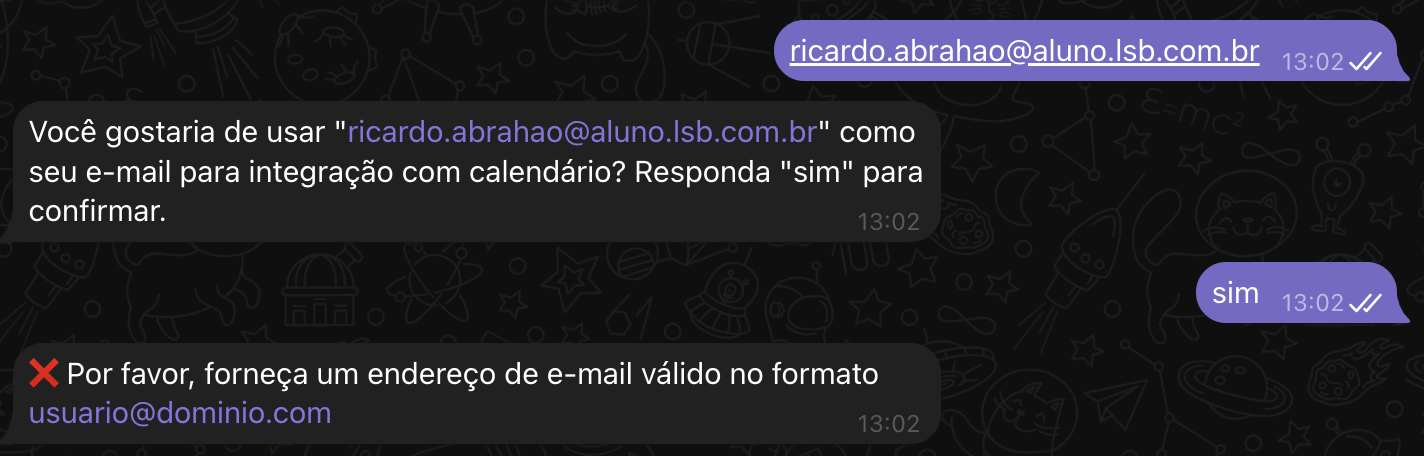 ricardo.abrahao@aluno.lsb.com.br 13:02
Você gostaria de usar "ricardo.abrahao@aluno.lsb.com.br" como
seu e-mail para integração com calendário? Responda "sim" para
confirmar.
13:02
sim 13:02
❌ Por favor, forneça um endereço de e-mail válido no formato
usuario@dominio.com
13:02
E=mc²